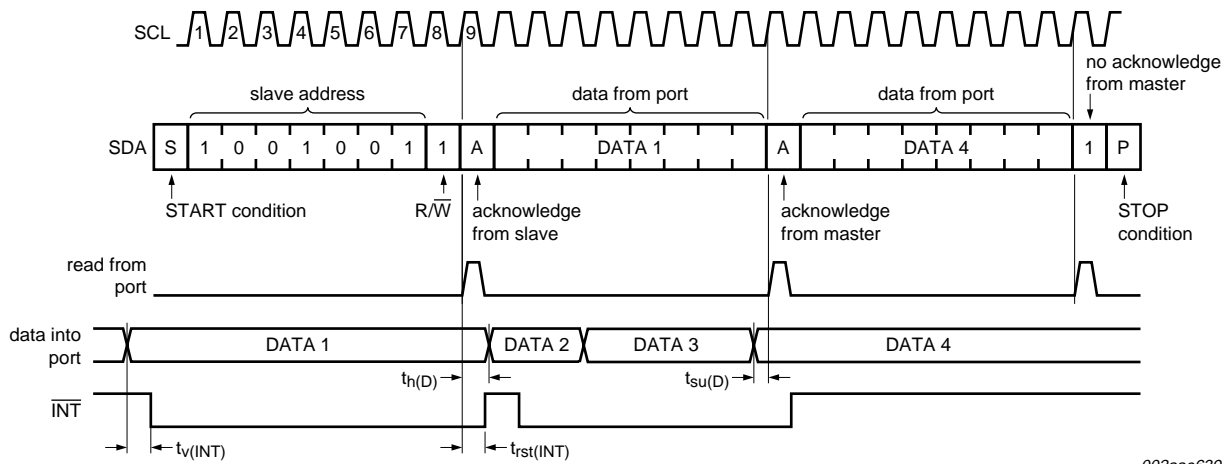 SCL 1 2 3 4 5 6 7 8 9
no acknowledge
from master
slave address
data from port
data from port
SDA S 1 0 0 1 0 0 1 1 A DATA 1 A DATA 4 1 P
START condition
R/W
acknowledge
from slave
acknowledge
from master
STOP
condition
read from
port
data into
port
DATA 1
DATA 2
DATA 3
DATA 4
th(D)
tsu(D)
INT
tv(INT)
trst(INT)